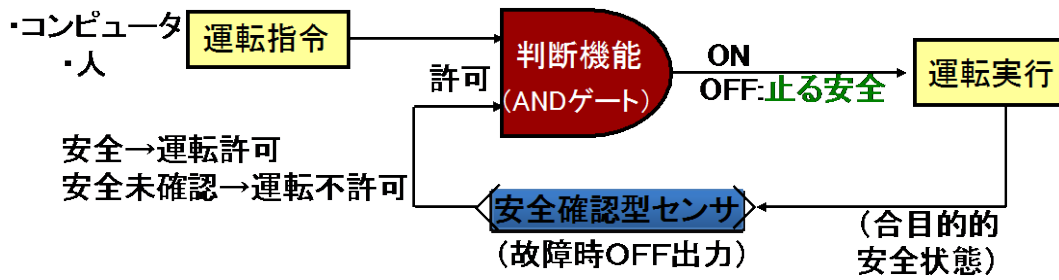 ・コンピュータ
・人
運転指令
許可
判断機能
(ANDゲート)
ON
OFF:止る安全
運転実行
安全→運転許可
安全未確認→運転不許可
安全確認型センサ
(故障時OFF出力)
(合目的的
安全状態)